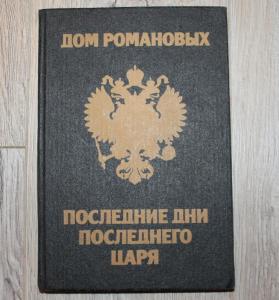 ДОМ РОМАНОВЫХ
ПОСЛЕДНИЕ ДНИ
ПОСЛЕДНЕГО
ЦАРЯ